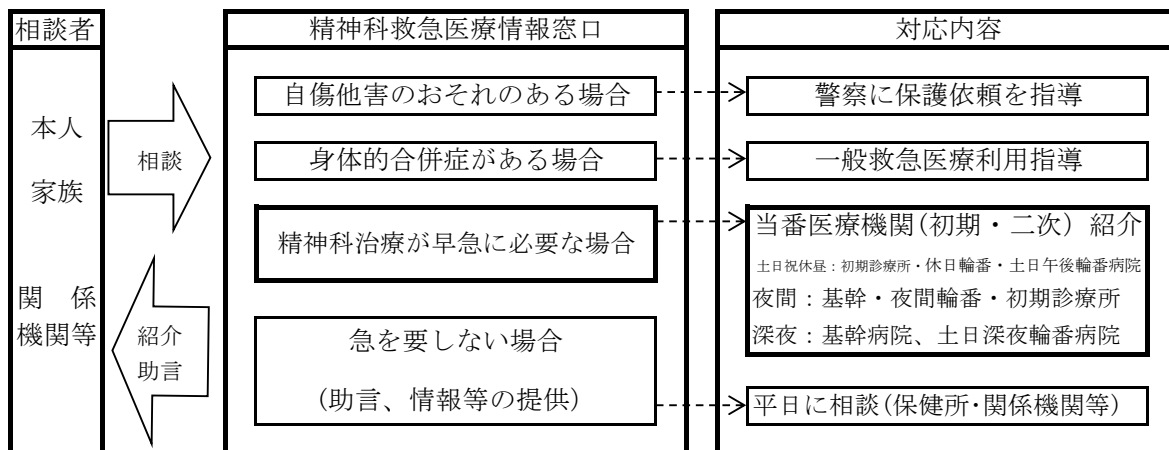 相談者
本人
家族
関係
機関等
相談
紹介
助言
精神科救急医療情報窓口
自傷他害のおそれのある場合
身体的合併症がある場合
精神科治療が早急に必要な場合
急を要しない場合
(助言、情報等の提供)
対応内容
警察に保護依頼を指導
一般救急医療利用指導
当番医療機関(初期・二次)紹介
土日祝休昼：初期診療所・休日輪番・土日午後輪番病院
夜間：基幹・夜間輪番・初期診療所
深夜：基幹病院、土日深夜輪番病院
平日に相談(保健所・関係機関等)